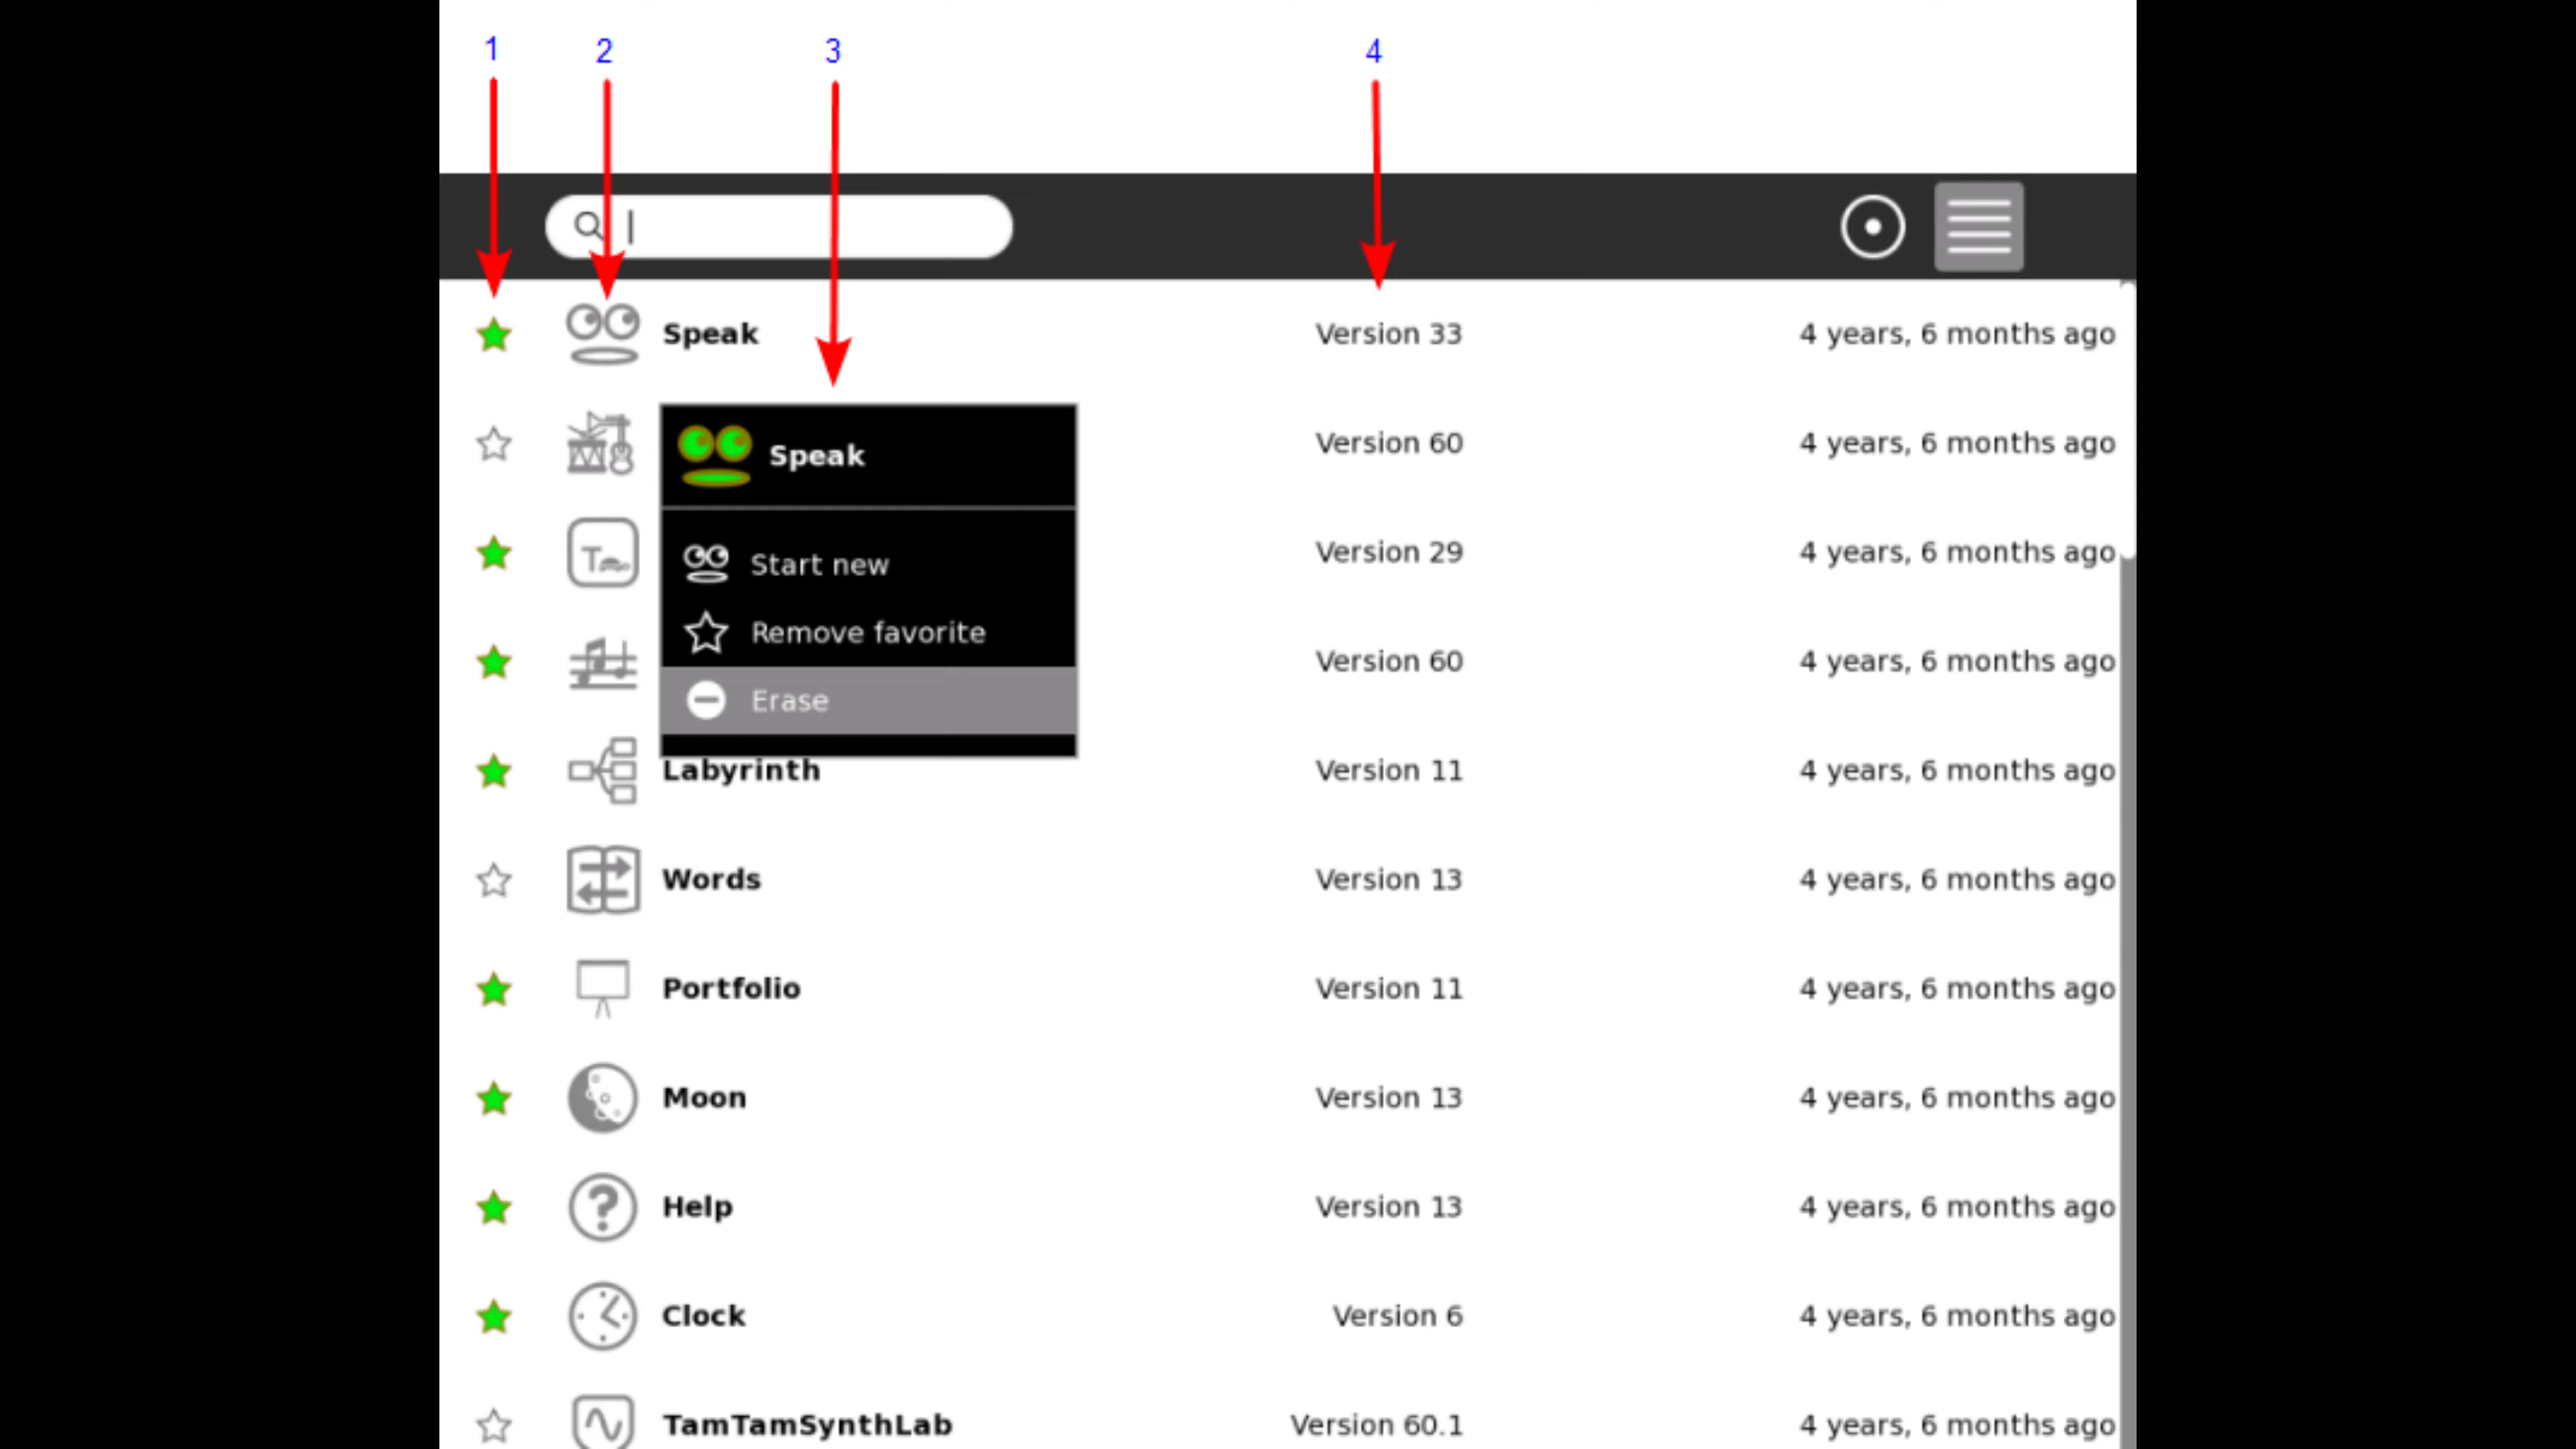 1 2 3 4
Speak Version 33 4 years, 6 months ago
Version 60 4 years, 6 months ago
Speak
T Version 29 4 years, 6 months ago
Start new
Remove favorite
Version 60 4 years, 6 months ago
Erase
Labyrinth Version 11 4 years, 6 months ago
Words Version 13 4 years, 6 months ago
Portfolio Version 11 4 years, 6 months ago
Moon Version 13 4 years, 6 months ago
? Help Version 13 4 years, 6 months ago
Clock Version 6 4 years, 6 months ago
TamTamSynthLab Version 60.1 4 years, 6 months ago